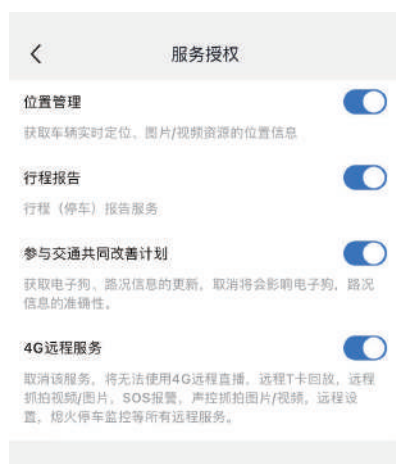 服务授权
位置管理
获取车辆实时定位、图片/视频资源的位置信息
行程报告
行程（停车）报告服务
参与交通共同改善计划
获取电子狗、路况信息的更新，取消将会影响电子狗，路况
信息的准确性。
4G远程服务
取消该服务，将无法使用4G远程直播，远程T卡回放，远程
抓拍视频/图片，SOS报警，声控抓拍图片/视频，远程设
置，熄火停车监控等所有远程服务。